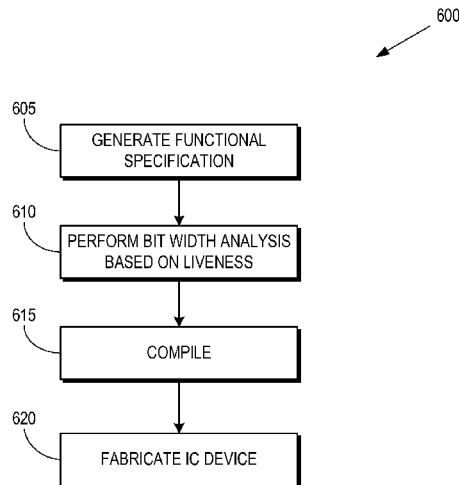 600
605
GENERATE FUNCTIONAL
SPECIFICATION
610
PERFORM BIT WIDTH ANALYSIS
BASED ON LIVENESS
615
COMPILE
620
FABRICATE IC DEVICE